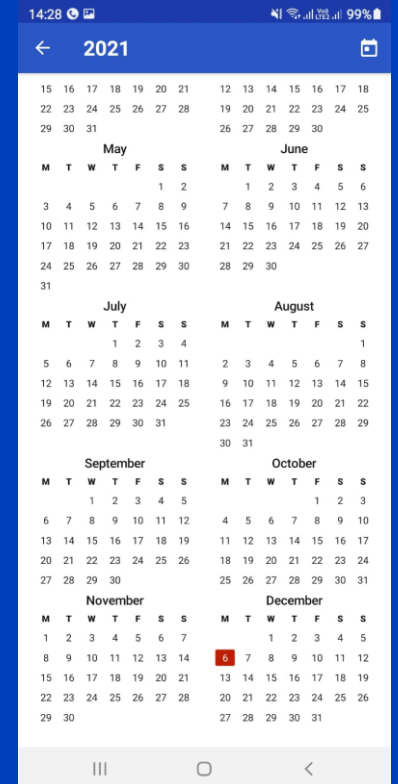 14:28 99%
2021
15 16 17 18 19 20 21 12 13 14 15 16 17 18
22 23 24 25 26 27 28 19 20 21 22 23 24 25
29 30 31 26 27 28 29 30
May June
M T W T F S S M T W T F S S
1 2 1 2 3 4 5 6
3 4 5 6 7 8 9 7 8 9 10 11 12 13
10 11 12 13 14 15 16 14 15 16 17 18 19 20
17 18 19 20 21 22 23 21 22 23 24 25 26 27
24 25 26 27 28 29 30 28 29 30
31
July August
M T W T F S S M T W T F S S
1 2 3 4 1
5 6 7 8 9 10 11 2 3 4 5 6 7 8
12 13 14 15 16 17 18 9 10 11 12 13 14 15
19 20 21 22 23 24 25 16 17 18 19 20 21 22
26 27 28 29 30 31 23 24 25 26 27 28 29
30 31
September October
M T W T F S S M T W T F S S
1 2 3 4 5 1 2 3
6 7 8 9 10 11 12 4 5 6 7 8 9 10
13 14 15 16 17 18 19 11 12 13 14 15 16 17
20 21 22 23 24 25 26 18 19 20 21 22 23 24
27 28 29 30 25 26 27 28 29 30 31
November December
M T W T F S S M T W T F S S
1 2 3 4 5 6 7 1 2 3 4 5
8 9 10 11 12 13 14 6 7 8 9 10 11 12
15 16 17 18 19 20 21 13 14 15 16 17 18 19
22 23 24 25 26 27 28 20 21 22 23 24 25 26
29 30 27 28 29 30 31